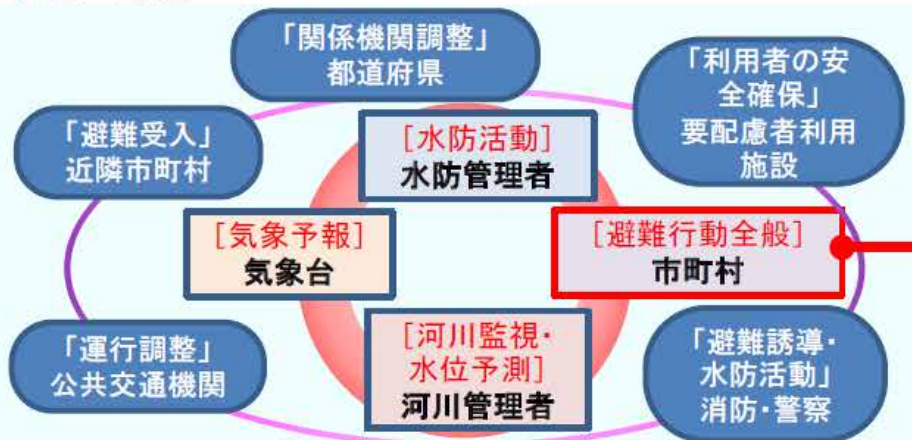 「関係機関調整」
都道府県
「利用者の安
全確保」
要配慮者利用
施設
「避難受入」
近隣市町村
[水防活動]
水防管理者
[気象予報]
気象台
[避難行動全般]
市町村
[河川監視・
水位予測]
河川管理者
「運行調整」
公共交通機関
「避難誘導・
水防活動」
消防・警察